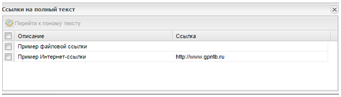 Ссылки на полный текст
Перейти к полному тексту
Описание Ссылка
Пример файловой ссылки
Пример Интернет-ссылки http://www.gpntb.ru